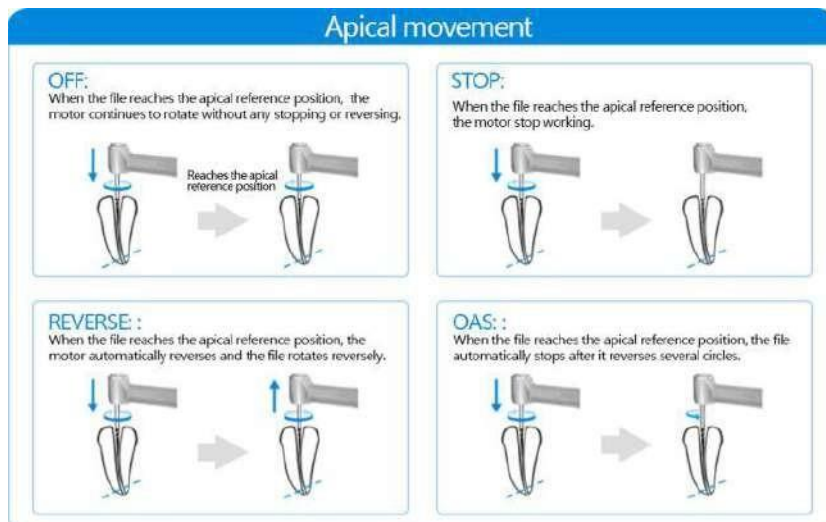 Apical movement
OFF:
When the file reaches the apical reference position, the
motor continues to rotate without any stopping or reversing.
Reaches the apical
reference position
STOP:
When the file reaches the apical reference position,
the motor stop working.
REVERSE: :
When the file reaches the apical reference position, the
motor automatically reverses and the file rotates reversely.
OAS: :
When the file reaches the apical reference position, the file
automatically stops after it reverses several circles.